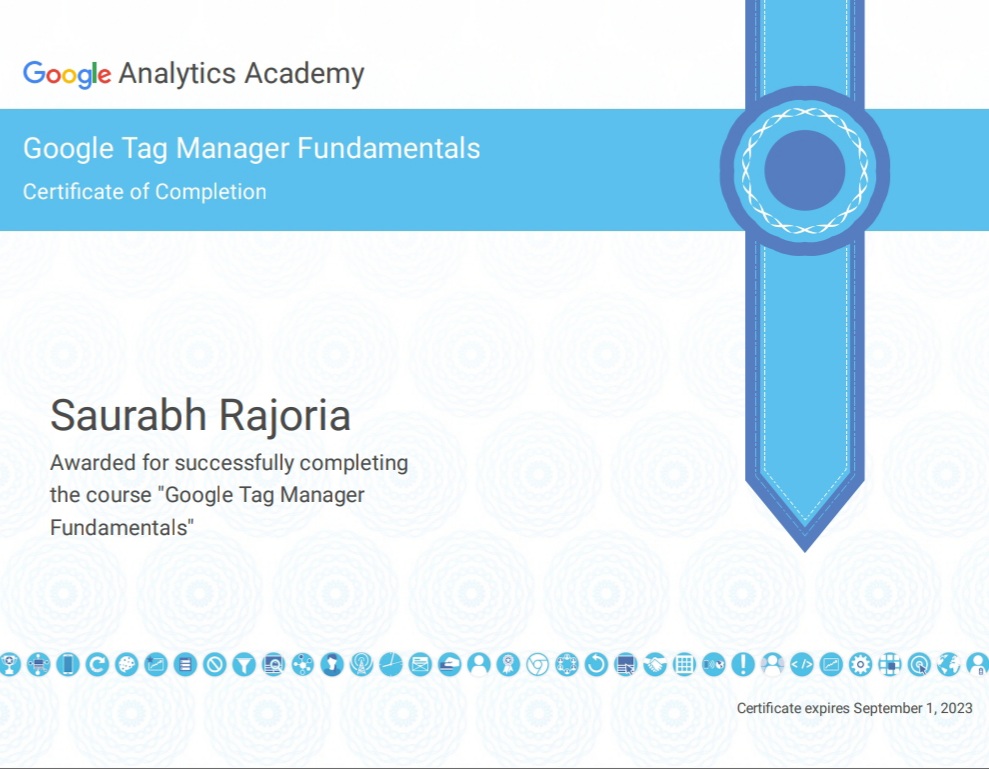 Google Analytics Academy
Google Tag Manager Fundamentals
Certificate of Completion
Saurabh Rajoria
Awarded for successfully completing
the course "Google Tag Manager
Fundamentals"
Certificate expires September 1, 2023